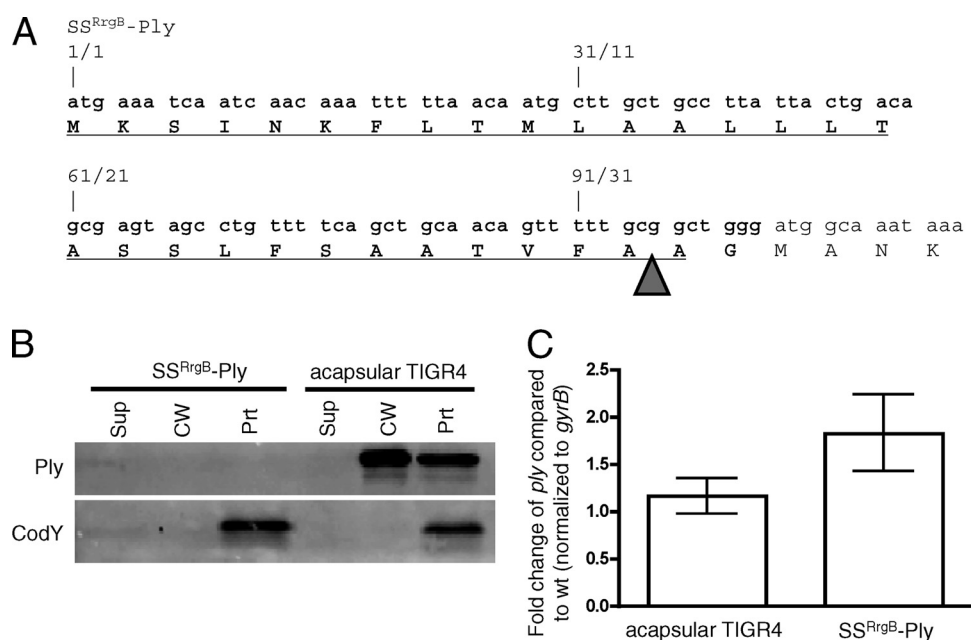 A
SS^RrgB-Ply
1/1 31/11
| |
atg aaa tca atc aac aaa ttt tta aca atg ctt gct gcc tta tta ctg aca
M K S I N K F L T M L A A L L L T
61/21 91/31
| |
gcg agt agc ctg ttt tca gct gca aca gtt ttt gcg gct ggg atg gca aat aaa
A S S L F S A A T V F A A G M A N K
B
SS^RrgB-Ply acapsular TIGR4
Sup CW Prt Sup CW Prt
Ply
CodY
C
Fold change of ply compared
to wt (normalized to gyrB)
2.5
2.0
1.5
1.0
0.5
0.0
acapsular TIGR4 SS^RrgB-Ply